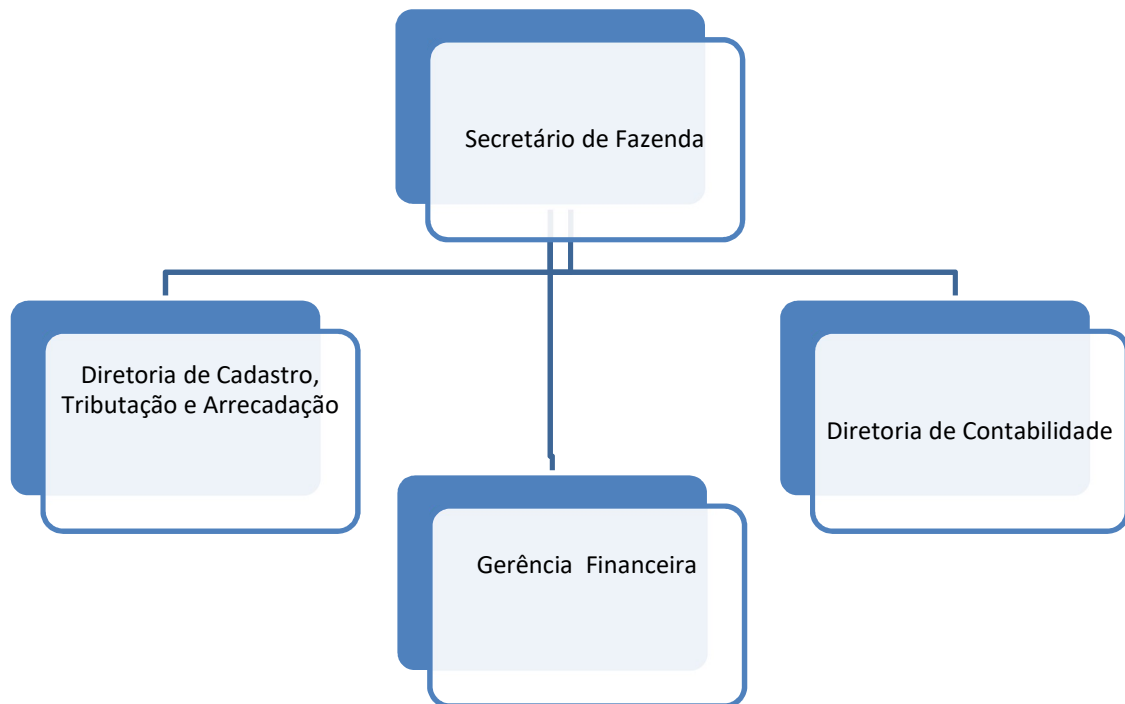 Secretário de Fazenda
Diretoria de Cadastro,
Tributação e Arrecadação
Diretoria de Contabilidade
Gerência  Financeira